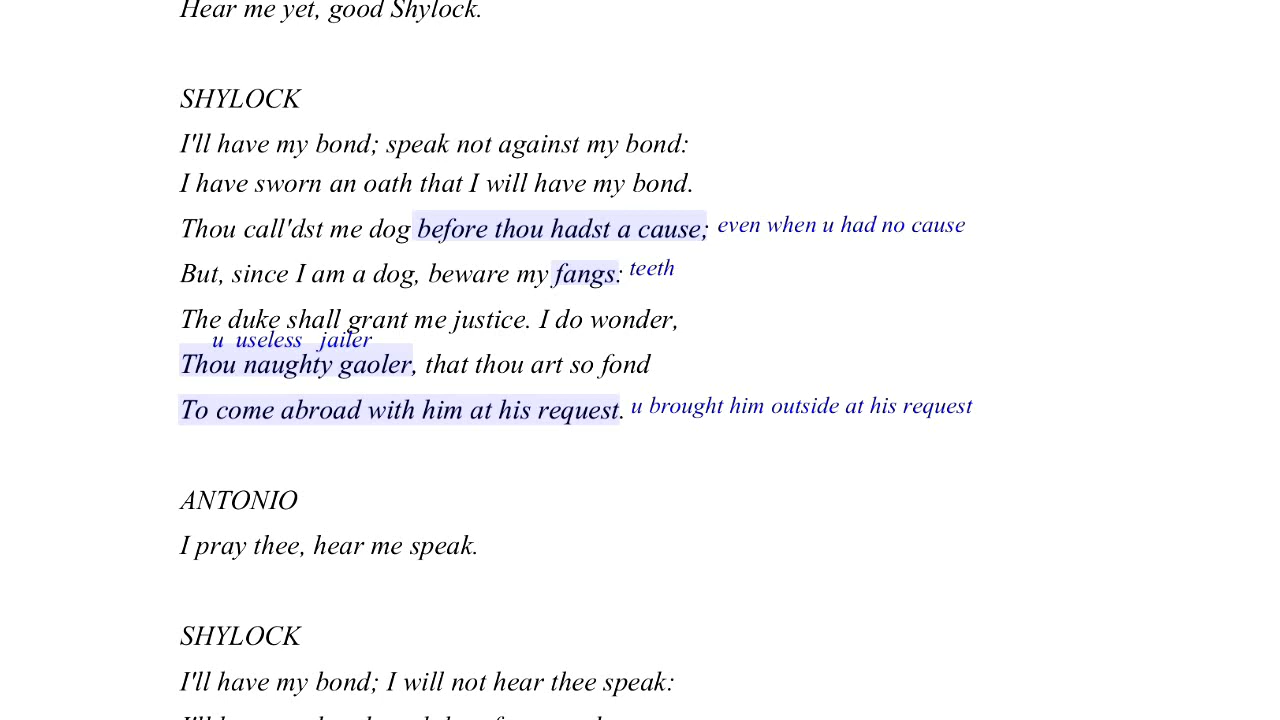 Hear me yet, good Shylock.
SHYLOCK
I'll have my bond; speak not against my bond:
I have sworn an oath that I will have my bond.
Thou call'dst me dog before thou hadst a cause; even when u had no cause
But, since I am a dog, beware my fangs: teeth
The duke shall grant me justice. I do wonder,
u useless jailer
Thou naughty gaoler, that thou art so fond
To come abroad with him at his request. u brought him outside at his request
ANTONIO
I pray thee, hear me speak.
SHYLOCK
I'll have my bond; I will not hear thee speak: